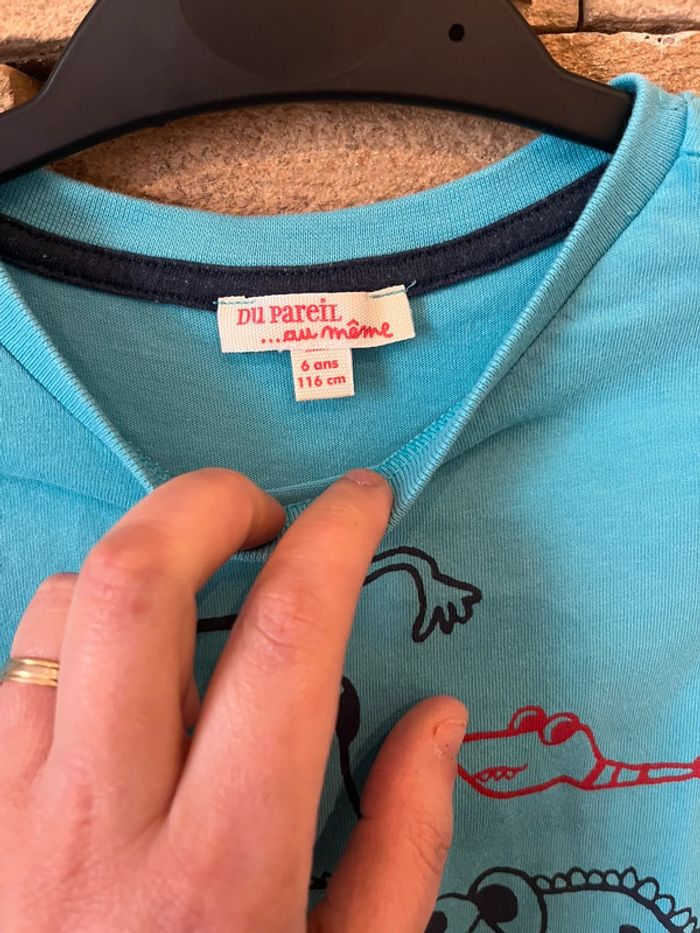 DU PAREIL
...au même
6 ans
116 cm